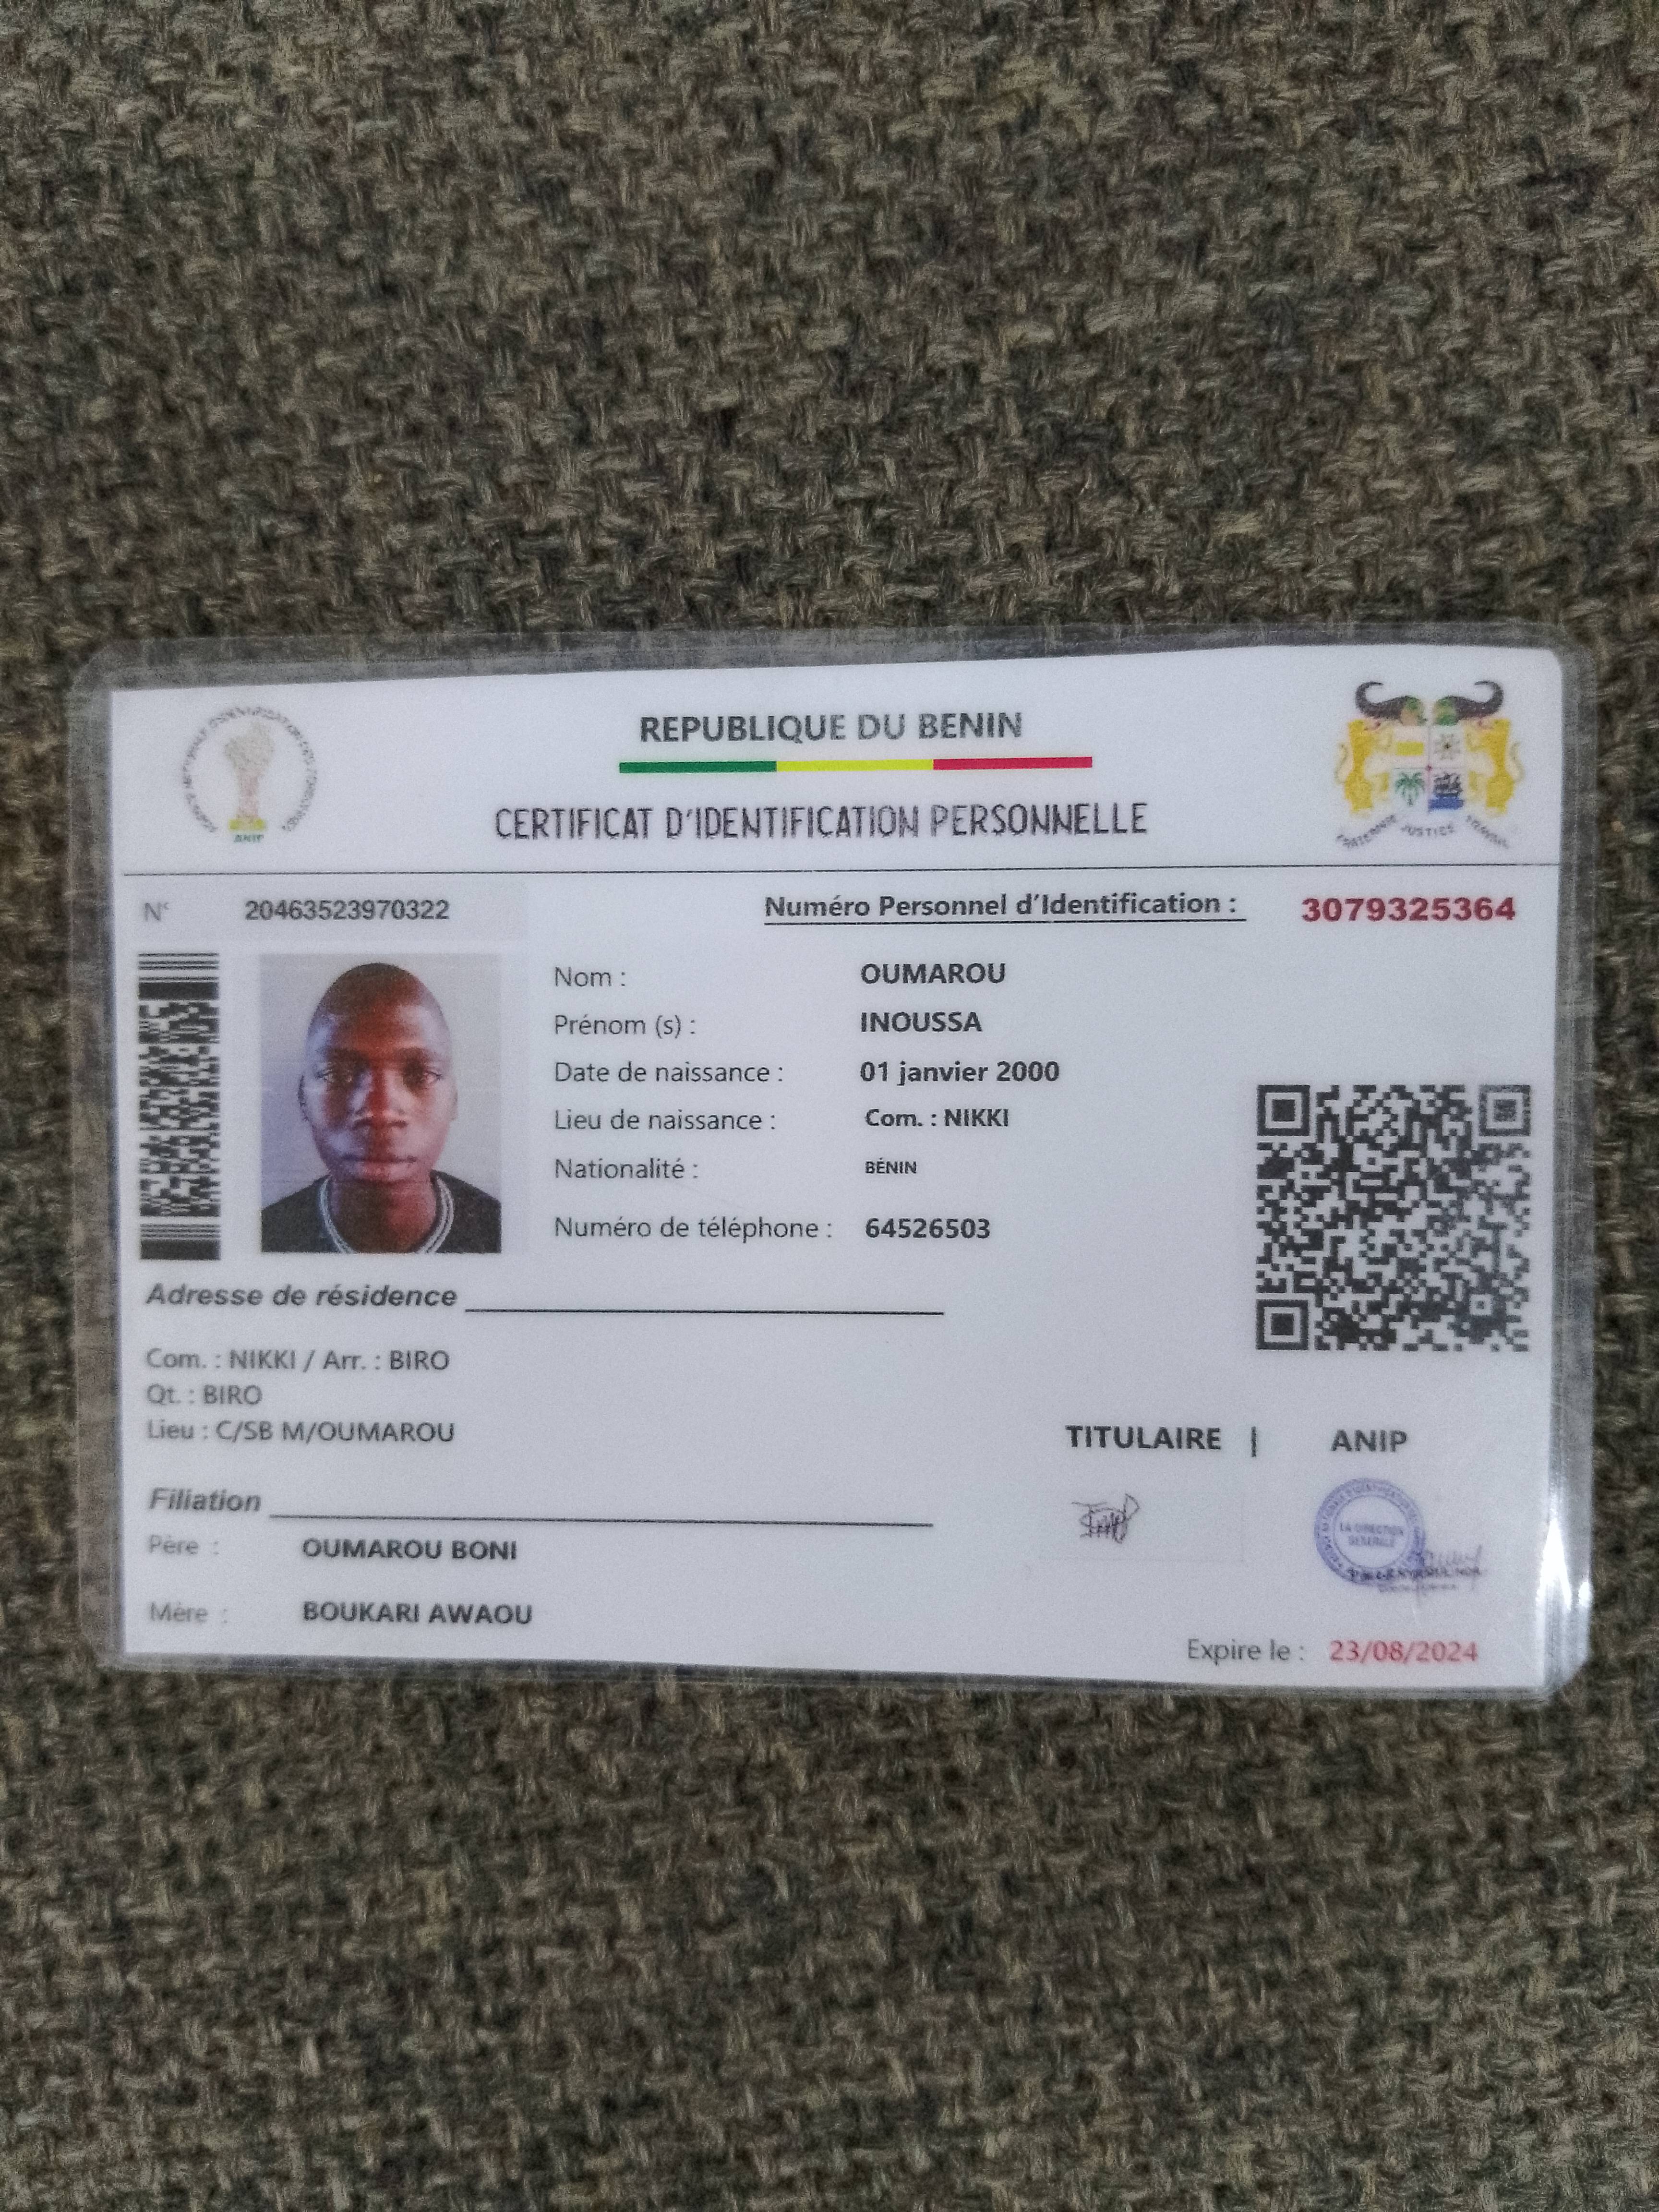 REPUBLIQUE DU BENIN
CERTIFICAT D'IDENTIFICATION PERSONNELLE
ANIP
FRATERNITE JUSTICE TRAVAIL
N° 20463523970322
Numéro Personnel d'Identification : 3079325364
Nom : OUMAROU
Prénom (s) : INOUSSA
Date de naissance : 01 janvier 2000
Lieu de naissance : Com. : NIKKI
Nationalité : BÉNIN
Numéro de téléphone : 64526503
Adresse de résidence
Com. : NIKKI / Arr. : BIRO
Qt. : BIRO
Lieu : C/SB M/OUMAROU
TITULAIRE | ANIP
LA DIRECTION
GENERALE
Filiation
Père : OUMAROU BONI
Mère : BOUKARI AWAOU
Expire le : 23/08/2024